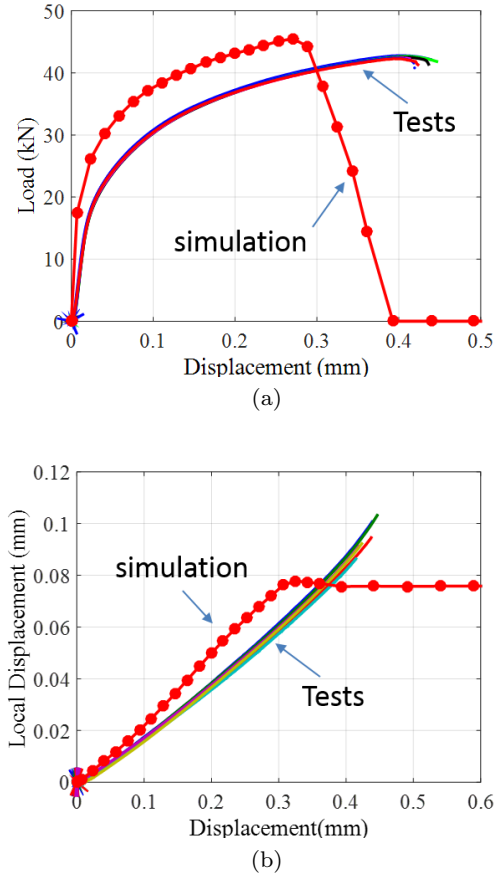 50
40
30
20
10
0
Load (kN)
Tests
simulation
0 0.1 0.2 0.3 0.4 0.5
Displacement (mm)
(a)
0.12
0.1
0.08
0.06
0.04
0.02
0
Local Displacement (mm)
simulation
Tests
0 0.1 0.2 0.3 0.4 0.5 0.6
Displacement(mm)
(b)